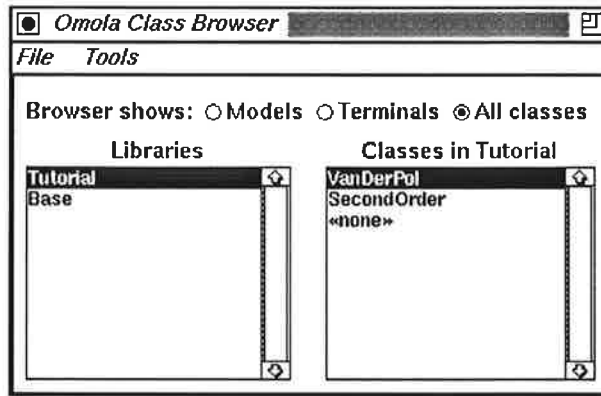 Omola Class Browser
File Tools
Browser shows: Models Terminals All classes
Libraries Classes in Tutorial
Tutorial VanDerPol
Base SecondOrder
«none»